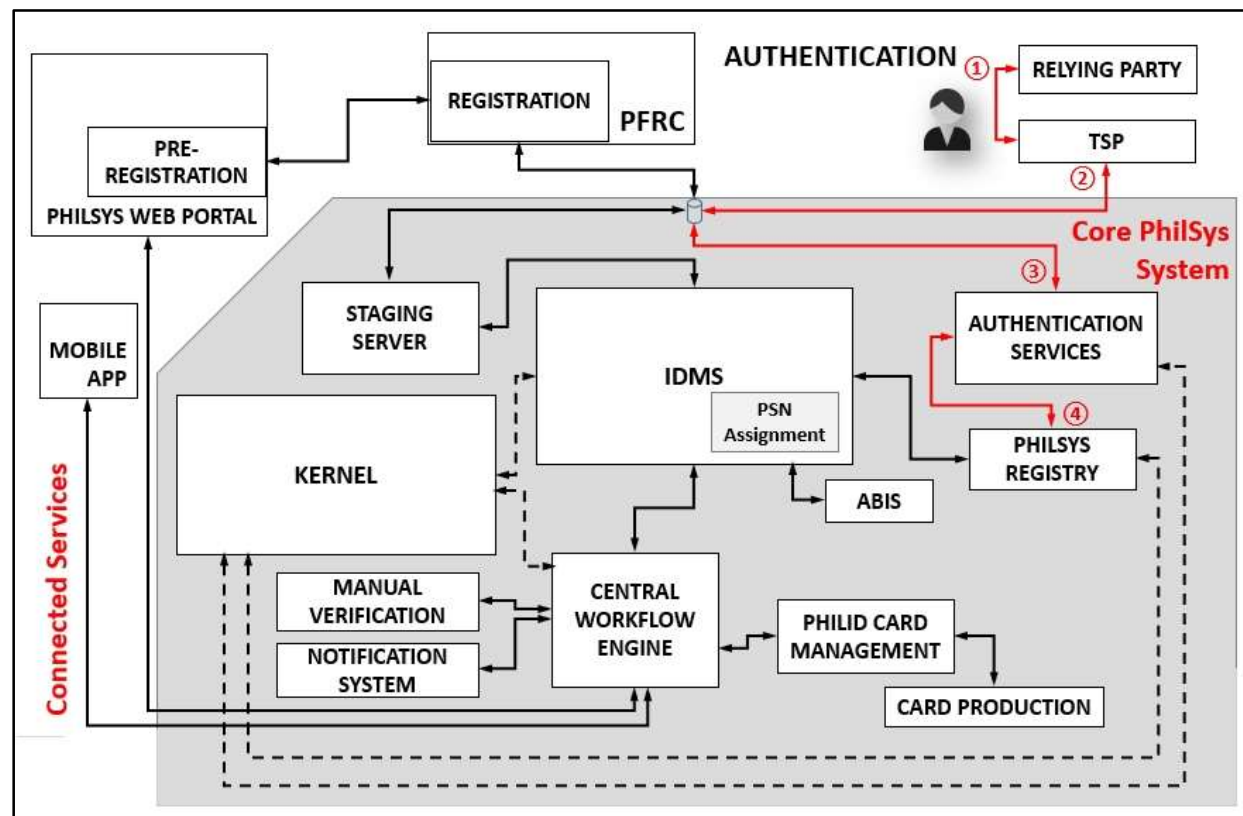 REGISTRATION
PFRC
AUTHENTICATION
①
RELYING PARTY
TSP
②
PRE-
REGISTRATION
PHILSYS WEB PORTAL
Core PhilSys
System
③
STAGING
SERVER
AUTHENTICATION
SERVICES
MOBILE
APP
IDMS
PSN
Assignment
④
PHILSYS
REGISTRY
KERNEL
ABIS
Connected Services
MANUAL
VERIFICATION
CENTRAL
WORKFLOW
ENGINE
PHILID CARD
MANAGEMENT
NOTIFICATION
SYSTEM
CARD PRODUCTION